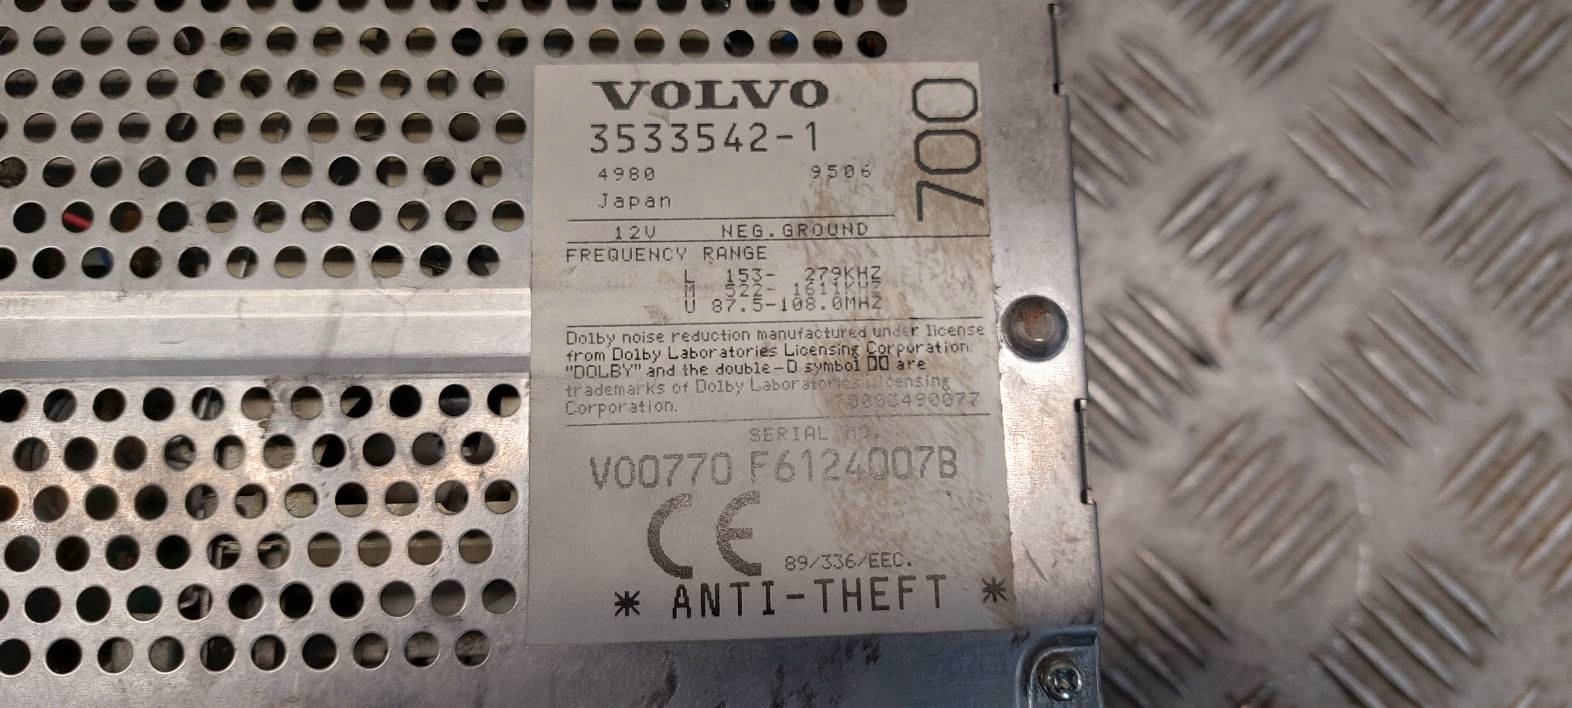 VOLVO
3533542-1
700
4980 9506
Japan
12V NEG.GROUND
FREQUENCY RANGE
L 153- 279KHZ
M 522- 1611KHZ
U 87.5-108.0MHZ
Dolby noise reduction manufactured under license
from Dolby Laboratories Licensing Corporation.
"DOLBY" and the double-D symbol DD are
trademarks of Dolby Laboratories Licensing
Corporation.
SERIAL NO.
V00770 F6124007B
CE 89/336/EEC.
* ANTI-THEFT *